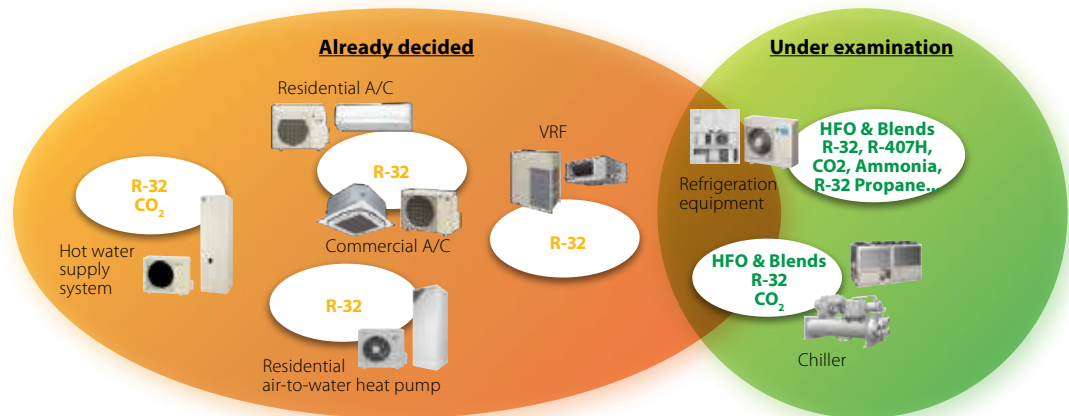 Already decided
Under examination
Residential A/C
R-32
Commercial A/C
VRF
R-32
R-32
CO₂
Hot water
supply
system
R-32
Residential
air-to-water heat pump
HFO & Blends
R-32, R-407H,
CO2, Ammonia,
R-32 Propane...
Refrigeration
equipment
HFO & Blends
R-32
CO₂
Chiller